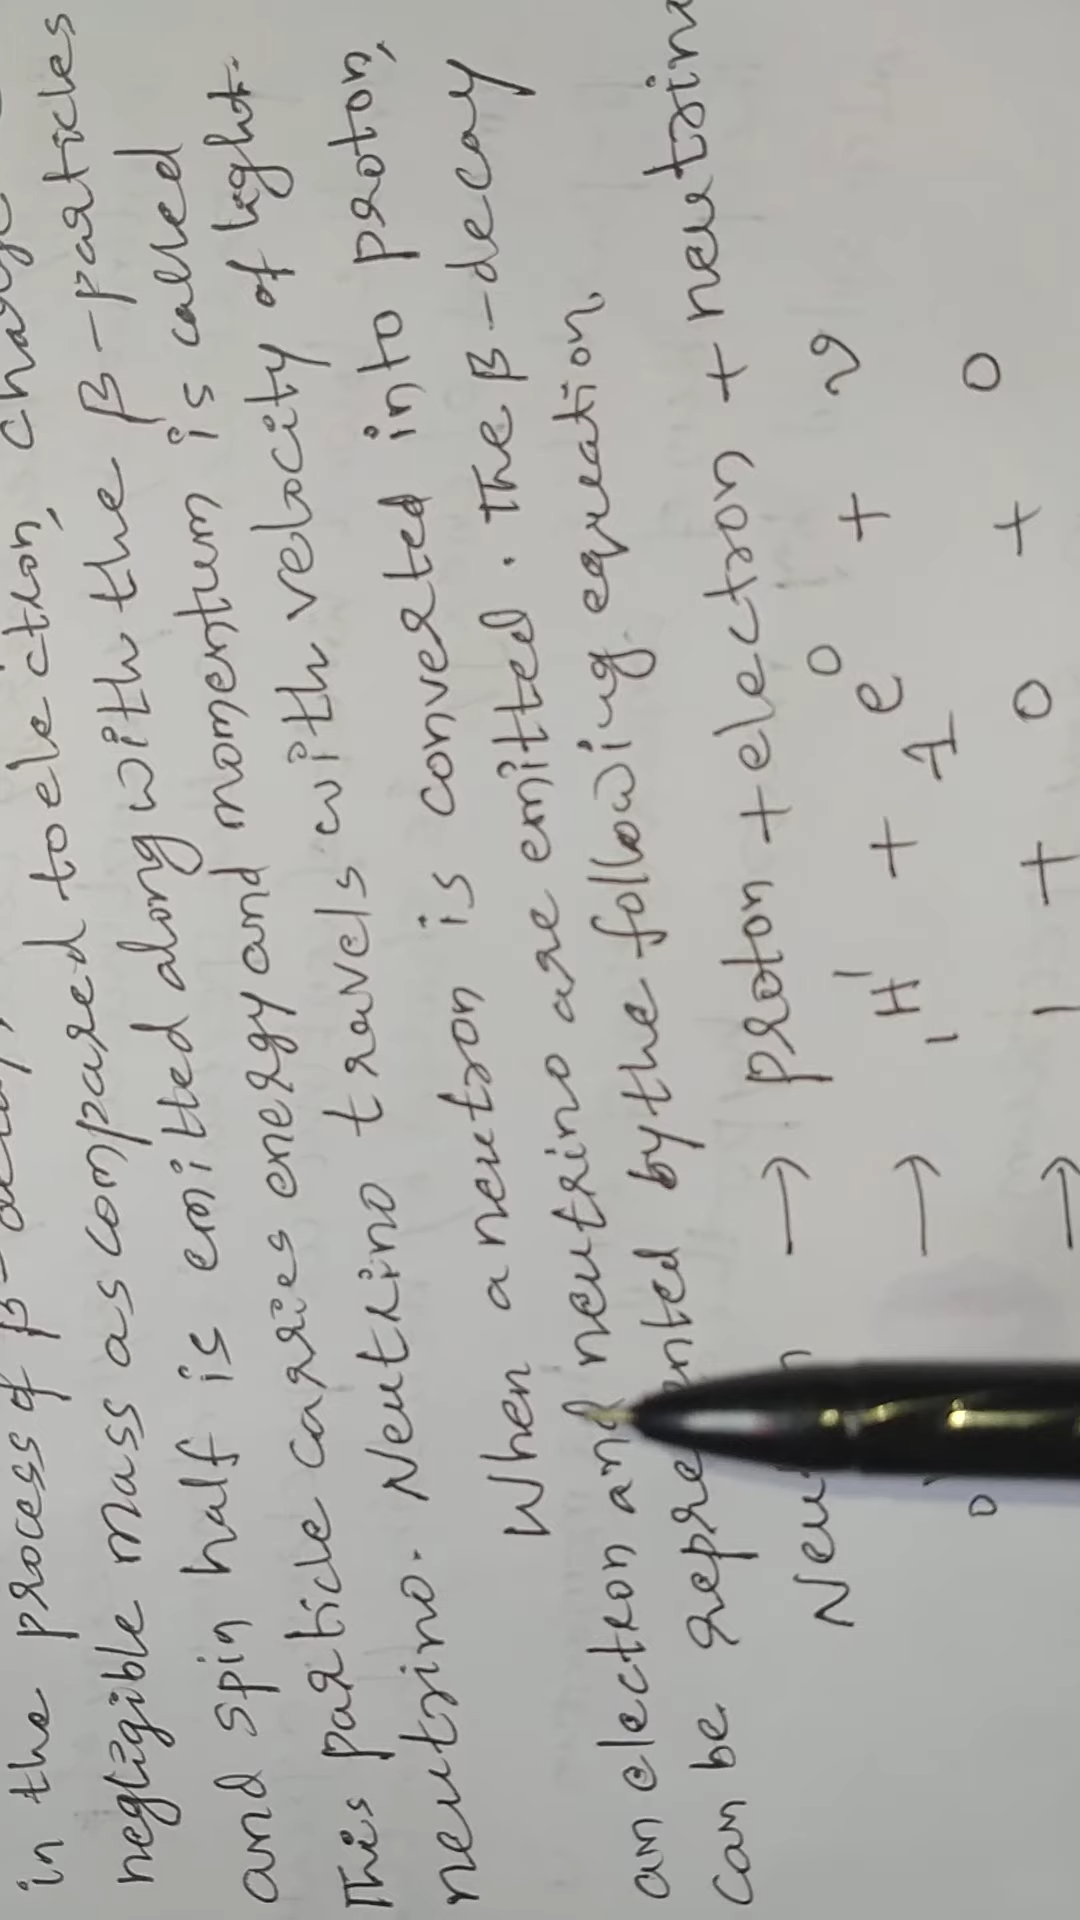 in the process of β-decay, charge
negligible mass as compared to electron,
and spin half is emitted along with the β-particles
This particle carries energy and momentum is called
neutrino. Neutrino travels with velocity of light.
When a neutron is converted into proton,
an electron and neutrino are emitted. The β-decay
can be represented by the following equation.
→ proton + electron + neutrino
0 → ₁H¹ + ₋₁e⁰ + ν
→ 1 + 0 + 0